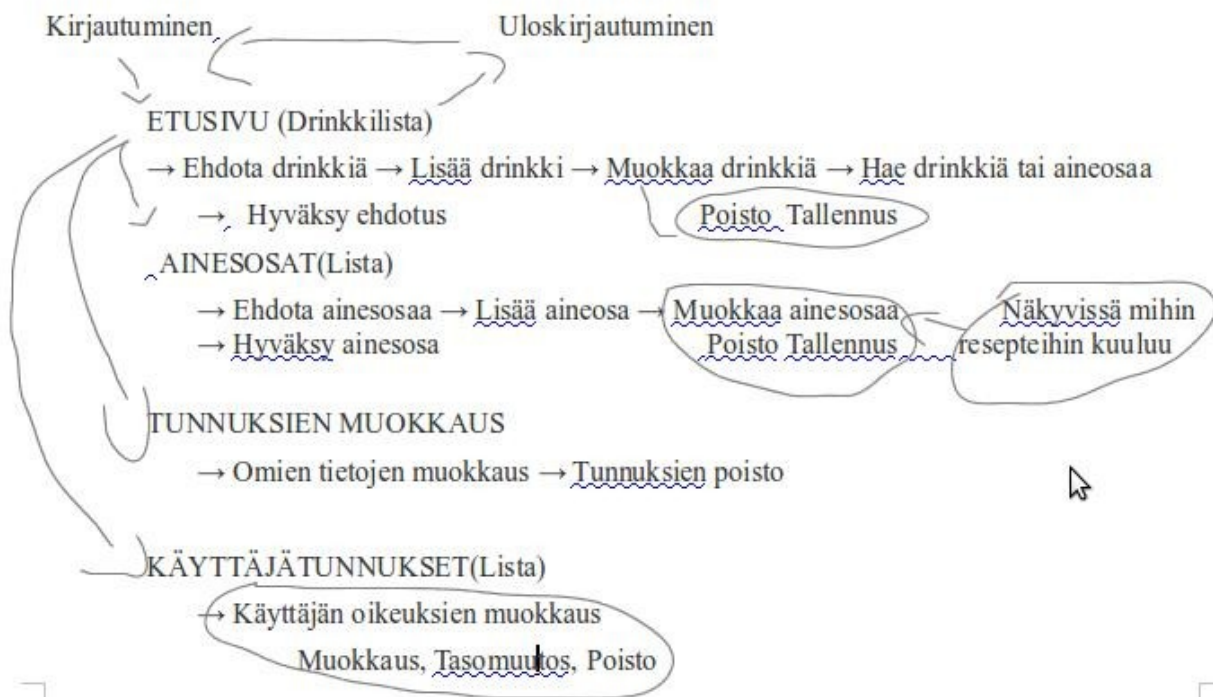 Kirjautuminen Uloskirjautuminen
ETUSIVU (Drinkkilista)
→ Ehdota drinkkiä → Lisää drinkki → Muokkaa drinkkiä → Hae drinkkiä tai aineosaa
→ Hyväksy ehdotus Poisto Tallennus
AINESOSAT(Lista)
→ Ehdota ainesosaa → Lisää aineosa → Muokkaa ainesosaa Näkyvissä mihin
→ Hyväksy ainesosa Poisto Tallennus resepteihin kuuluu
TUNNUKSIEN MUOKKAUS
→ Omien tietojen muokkaus → Tunnuksien poisto
KÄYTTÄJÄTUNNUKSET(Lista)
→ Käyttäjän oikeuksien muokkaus
Muokkaus, Tasomuutos, Poisto